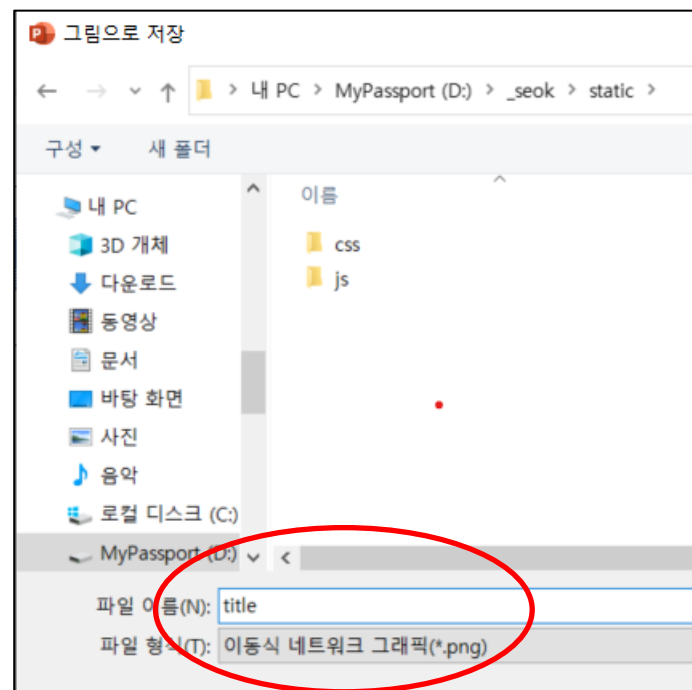 그림으로 저장
내 PC > MyPassport (D:) > _seok > static >
구성 새 폴더
이름
내 PC
3D 개체
css
다운로드
js
동영상
문서
바탕 화면
사진
음악
로컬 디스크 (C:)
MyPassport (D:)
파일 이름(N): title
파일 형식(T): 이동식 네트워크 그래픽(*.png)